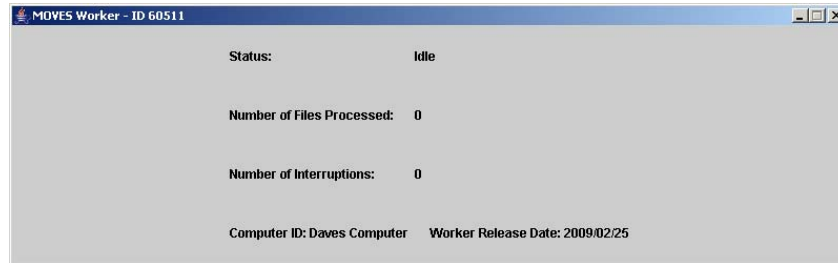 MOVES Worker - ID 60511
Status: Idle
Number of Files Processed: 0
Number of Interruptions: 0
Computer ID: Daves Computer Worker Release Date: 2009/02/25